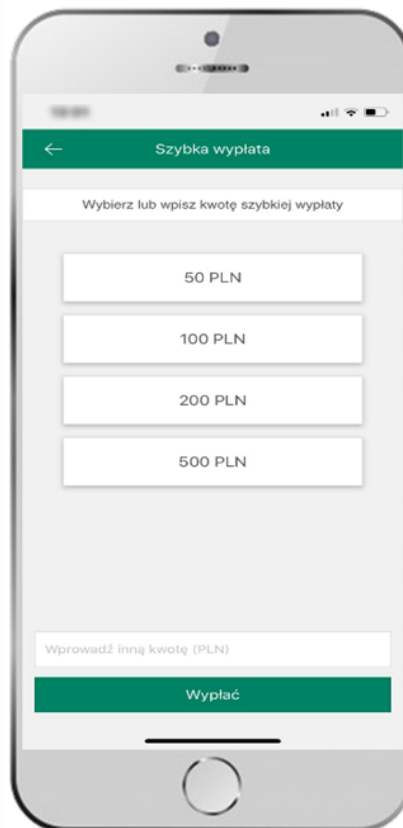 Szybka wypłata
Wybierz lub wpisz kwotę szybkiej wypłaty
50 PLN
100 PLN
200 PLN
500 PLN
Wprowadź inną kwotę (PLN)
Wypłać